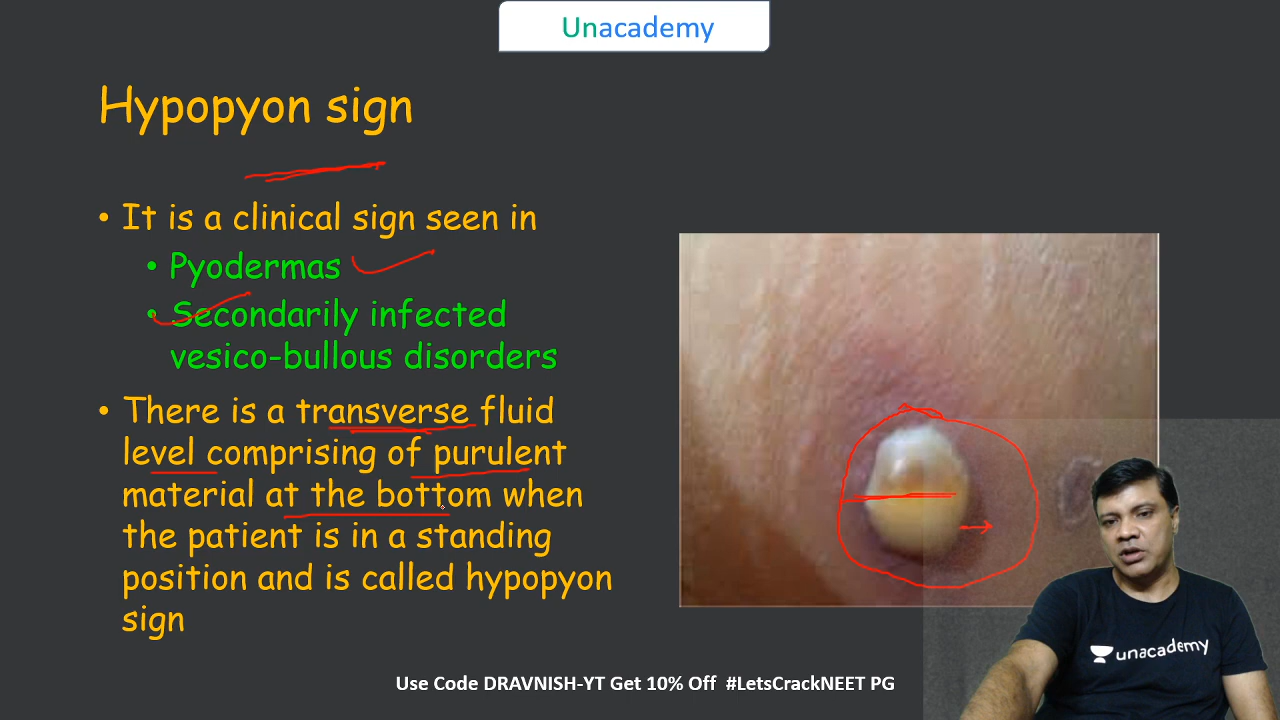 Unacademy
Hypopyon sign
• It is a clinical sign seen in
• Pyodermas
• Secondarily infected
vesico-bullous disorders
• There is a transverse fluid
level comprising of purulent
material at the bottom when
the patient is in a standing
position and is called hypopyon
sign
unacademy
Use Code DRAVNISH-YT Get 10% Off #LetsCrackNEET PG